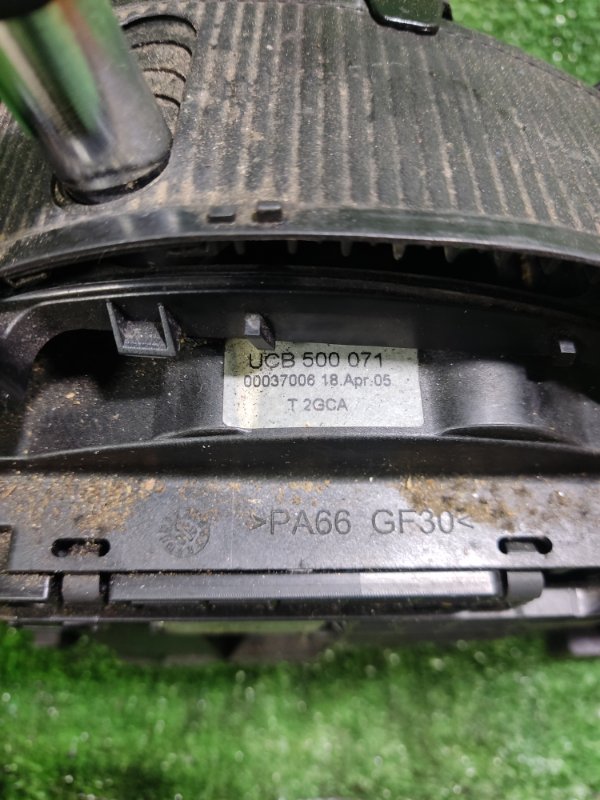 UCB 500 071
00037006 18.Apr.05
T 2GCA
>PA66 GF30<